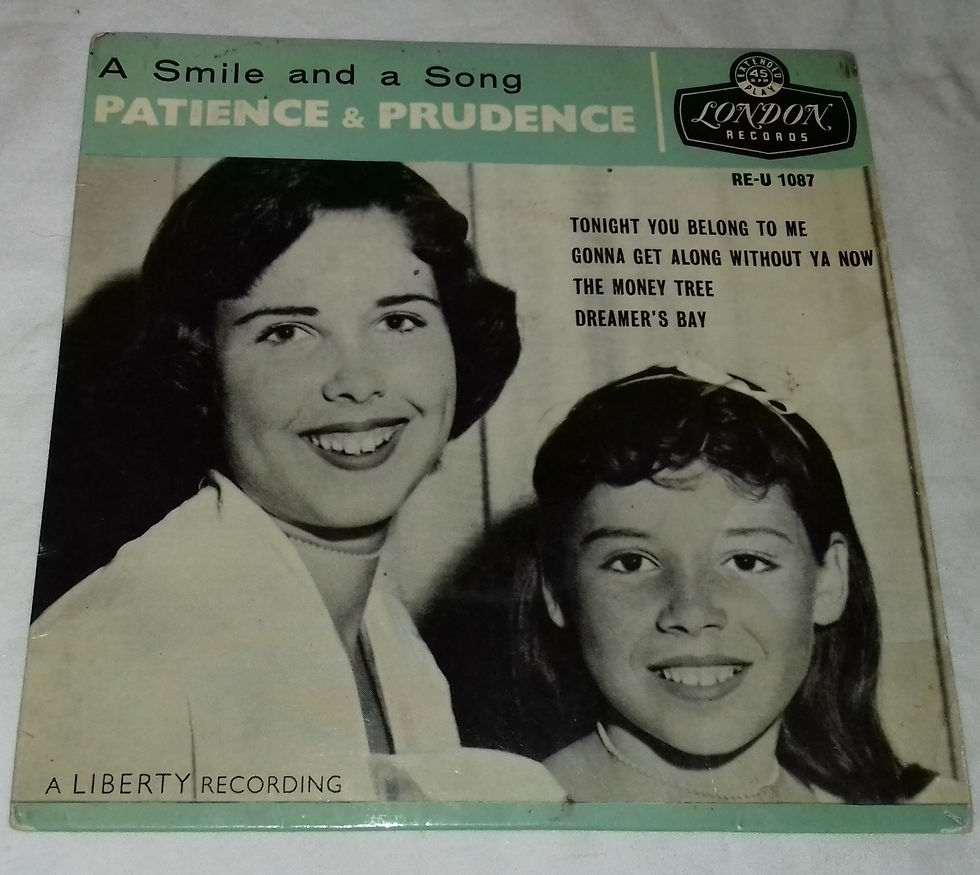 A Smile and a Song
PATIENCE & PRUDENCE
EXTENDED
45
RPM
PLAY
LONDON
RECORDS
RE-U 1087
TONIGHT YOU BELONG TO ME
GONNA GET ALONG WITHOUT YA NOW
THE MONEY TREE
DREAMER'S BAY
A LIBERTY RECORDING